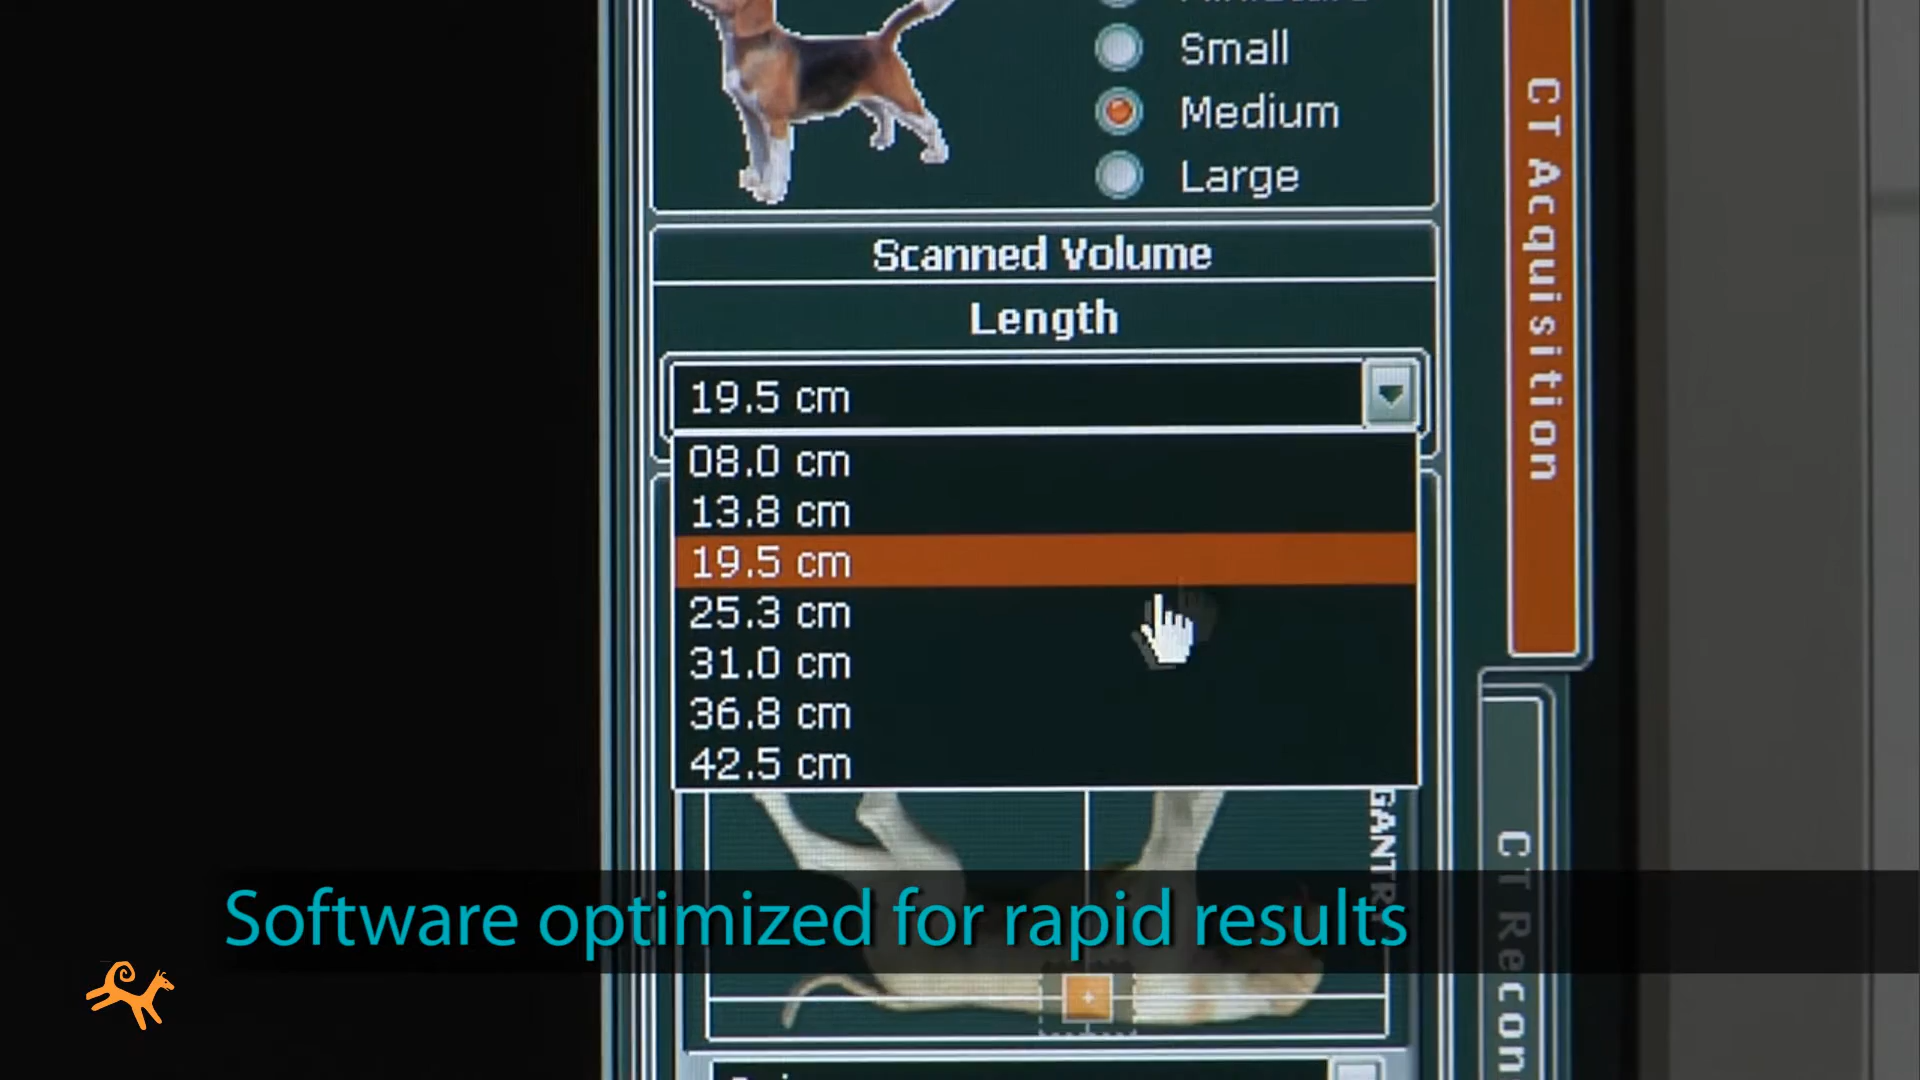 Small
Medium
Large
Scanned Volume
Length
19.5 cm
08.0 cm
13.8 cm
19.5 cm
25.3 cm
31.0 cm
36.8 cm
42.5 cm
CT Acquisition
GANTRY
CT Recon
Software optimized for rapid results